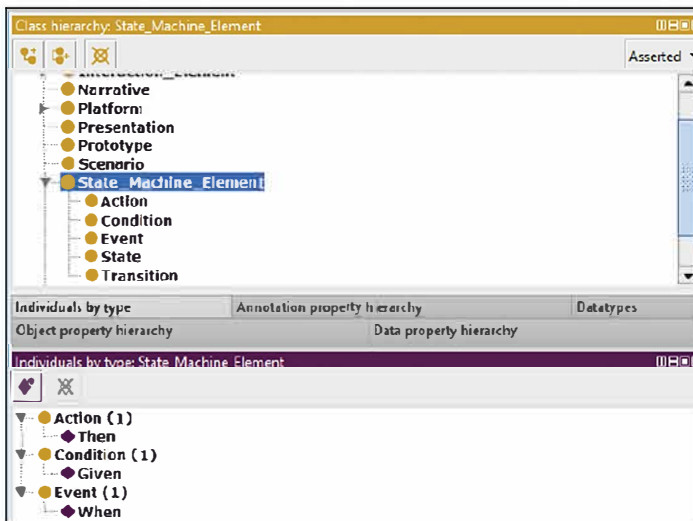 Class hierarchy: State_Machine_Element
Asserted
Interaction_Element
Narrative
Platform
Presentation
Prototype
Scenario
State_Machine_Element
Action
Condition
Event
State
Transition
Individuals by type Annotation property hierarchy Datatypes
Object property hierarchy Data property hierarchy
Individuals by type: State_Machine_Element
Action (1)
Then
Condition (1)
Given
Event (1)
When